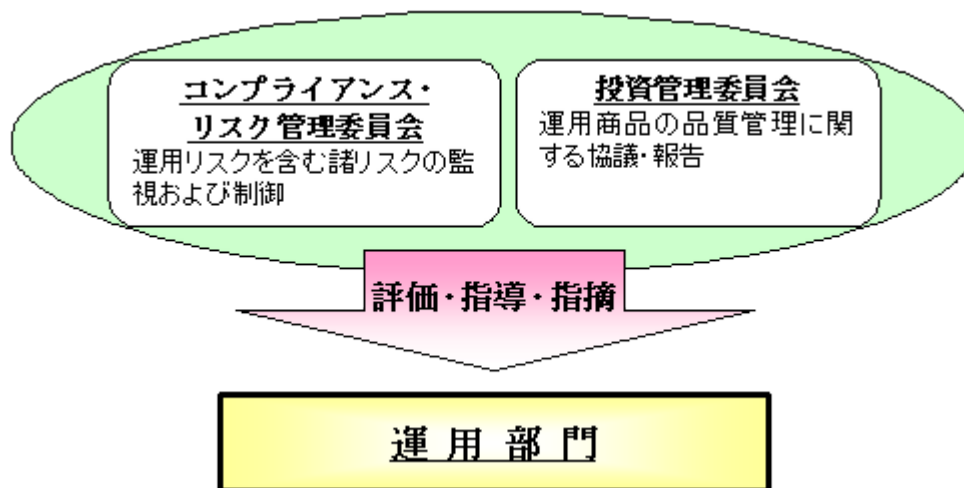 コンプライアンス・
リスク管理委員会
運用リスクを含む諸リスクの監
視および制御
投資管理委員会
運用商品の品質管理に関
する協議・報告
評価・指導・指摘
運用部門